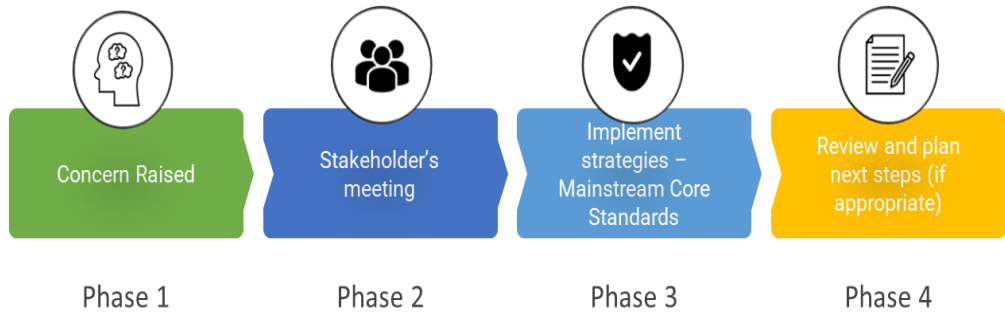 Concern Raised
Stakeholder's
meeting
Implement
strategies –
Mainstream Core
Standards
Review and plan
next steps (if
appropriate)
Phase 1
Phase 2
Phase 3
Phase 4